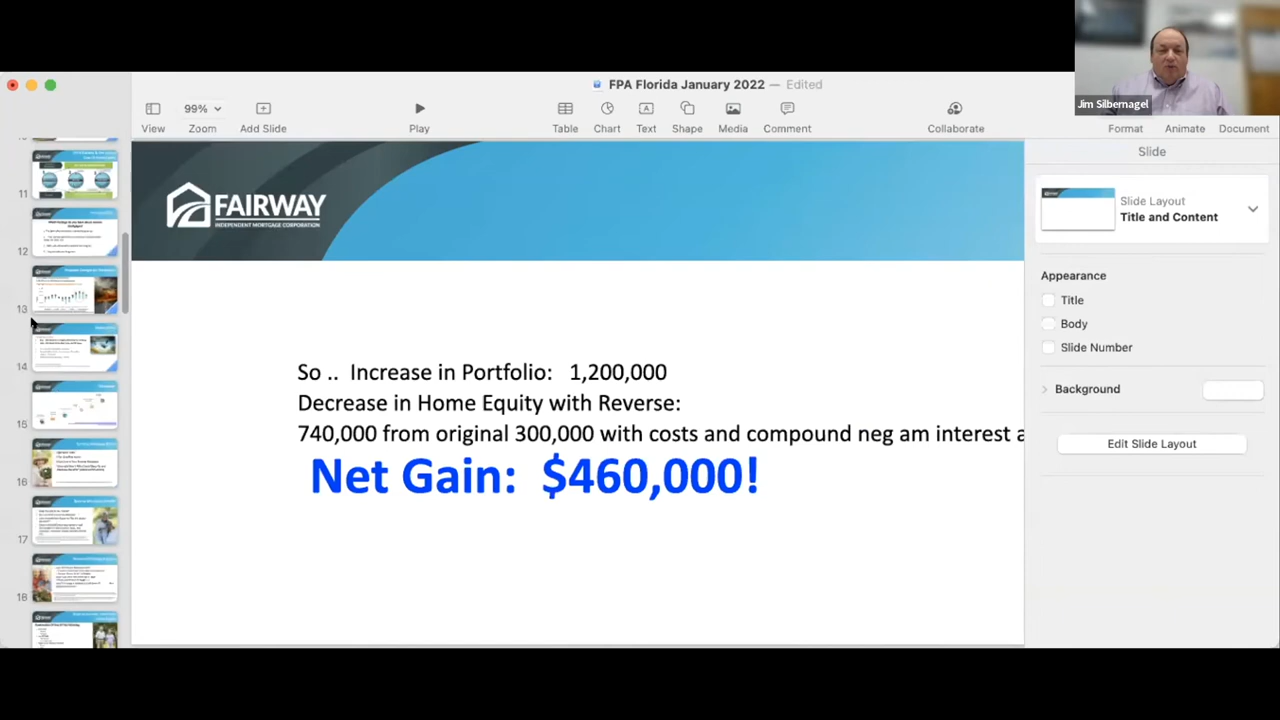 Jim Silbernagel
FPA Florida January 2022 — Edited
99%
View
Zoom
Add Slide
Play
Table
Chart
Text
Shape
Media
Comment
Collaborate
Format
Animate
Document
11
12
13
14
15
16
17
18
FAIRWAY
INDEPENDENT MORTGAGE CORPORATION
So .. Increase in Portfolio: 1,200,000
Decrease in Home Equity with Reverse:
740,000 from original 300,000 with costs and compound neg am interest a
Net Gain: $460,000!
Slide
Slide Layout
Title and Content
Appearance
Title
Body
Slide Number
Background
Edit Slide Layout